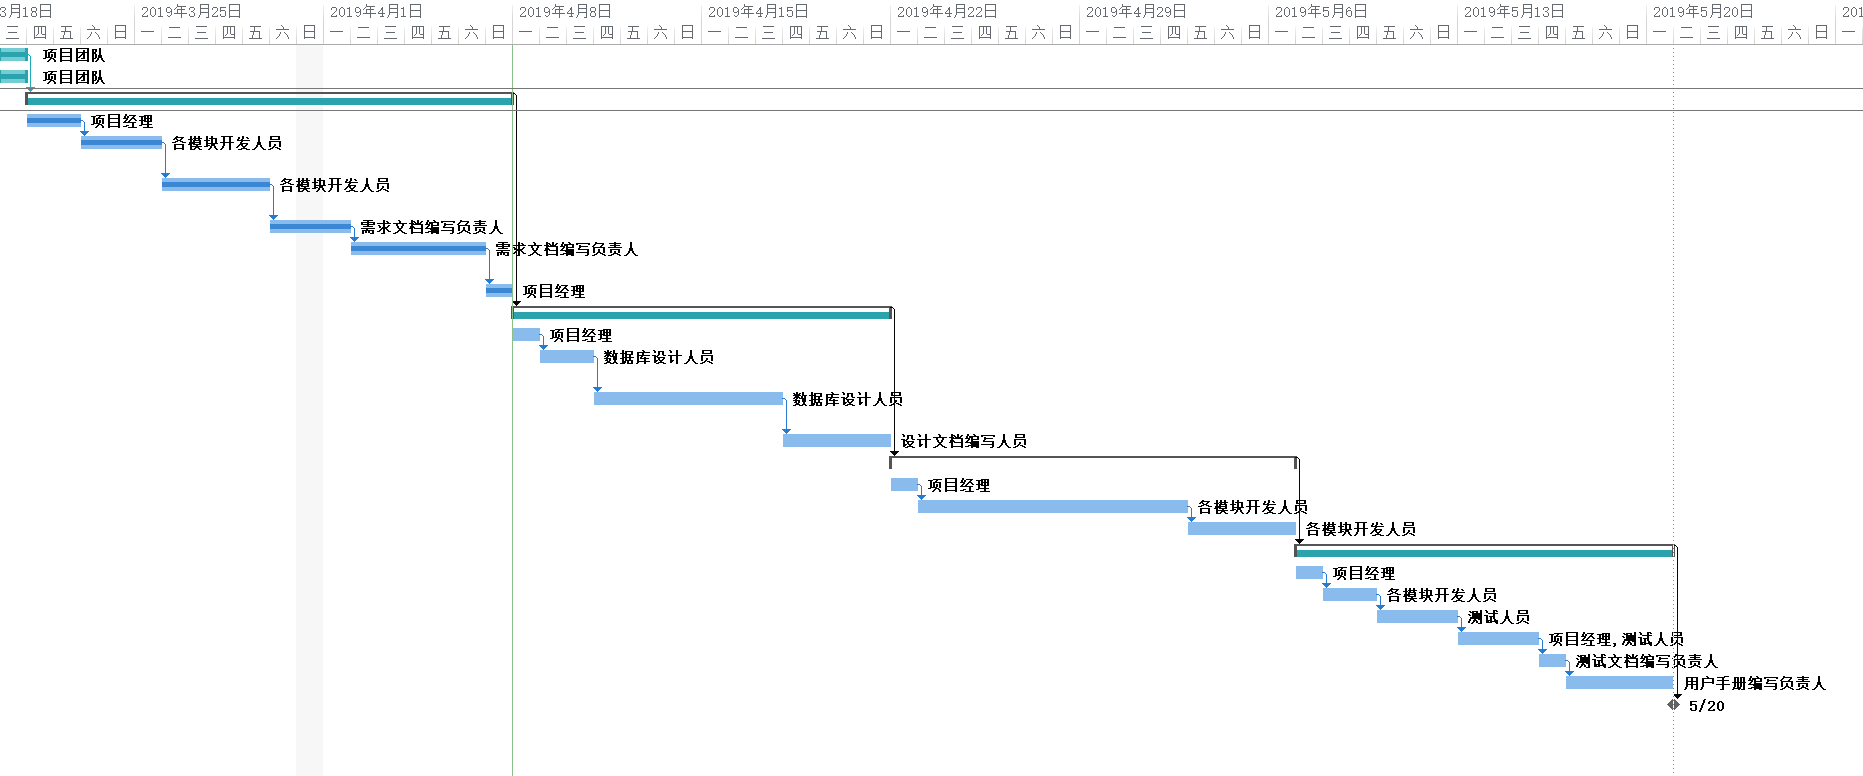 3月18日 2019年3月25日 2019年4月1日 2019年4月8日 2019年4月15日 2019年4月22日 2019年4月29日 2019年5月6日 2019年5月13日 2019年5月20日 201
三 四 五 六 日 一 二 三 四 五 六 日 一 二 三 四 五 六 日 一 二 三 四 五 六 日 一 二 三 四 五 六 日 一 二 三 四 五 六 日 一 二 三 四 五 六 日 一 二 三 四 五 六 日 一 二 三 四 五 六 日 一 二 三 四 五 六 日 一
项目团队
项目团队
项目经理
各模块开发人员
各模块开发人员
需求文档编写负责人
需求文档编写负责人
项目经理
项目经理
数据库设计人员
数据库设计人员
设计文档编写人员
项目经理
各模块开发人员
各模块开发人员
项目经理
各模块开发人员
测试人员
项目经理,测试人员
测试文档编写负责人
用户手册编写负责人
5/20